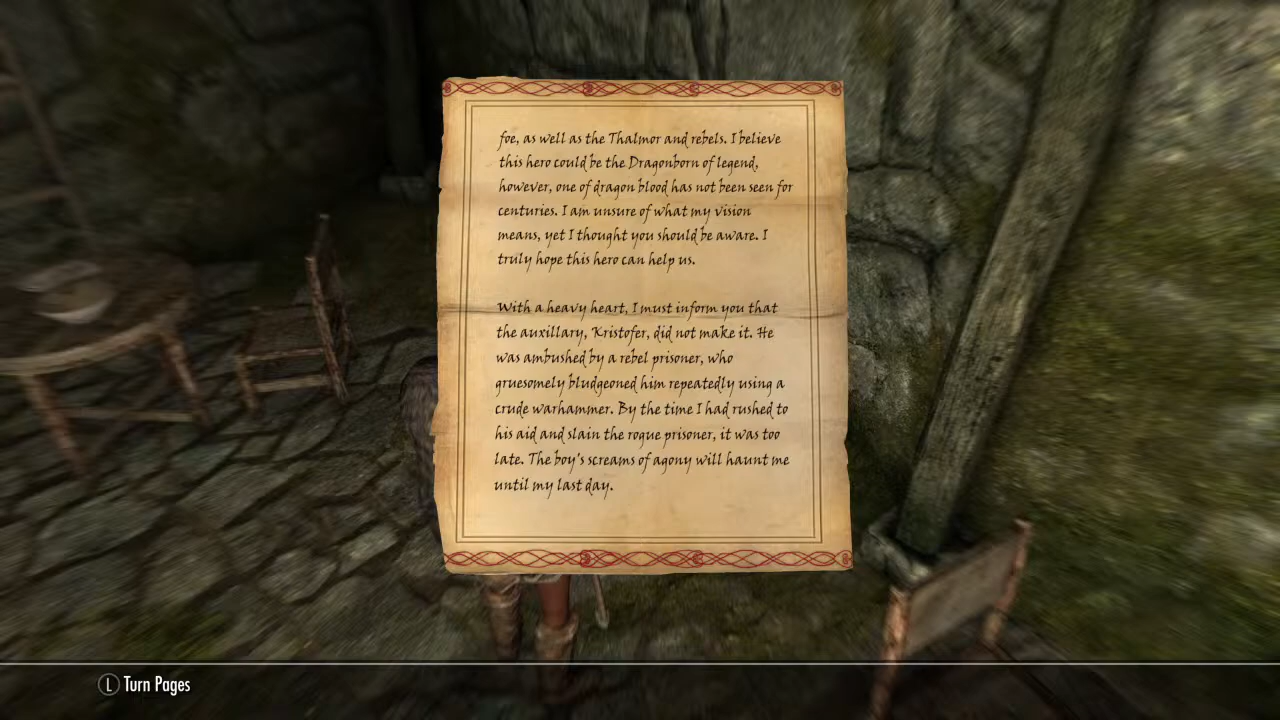 foe, as well as the Thalmor and rebels. I believe
this hero could be the Dragonborn of legend,
however, one of dragon blood has not been seen for
centuries. I am unsure of what my vision
means, yet I thought you should be aware. I
truly hope this hero can help us.
With a heavy heart, I must inform you that
the auxillary, Kristofer, did not make it. He
was ambushed by a rebel prisoner, who
gruesomely bludgeoned him repeatedly using a
crude warhammer. By the time I had rushed to
his aid and slain the rogue prisoner, it was too
late. The boy's screams of agony will haunt me
until my last day.
L Turn Pages